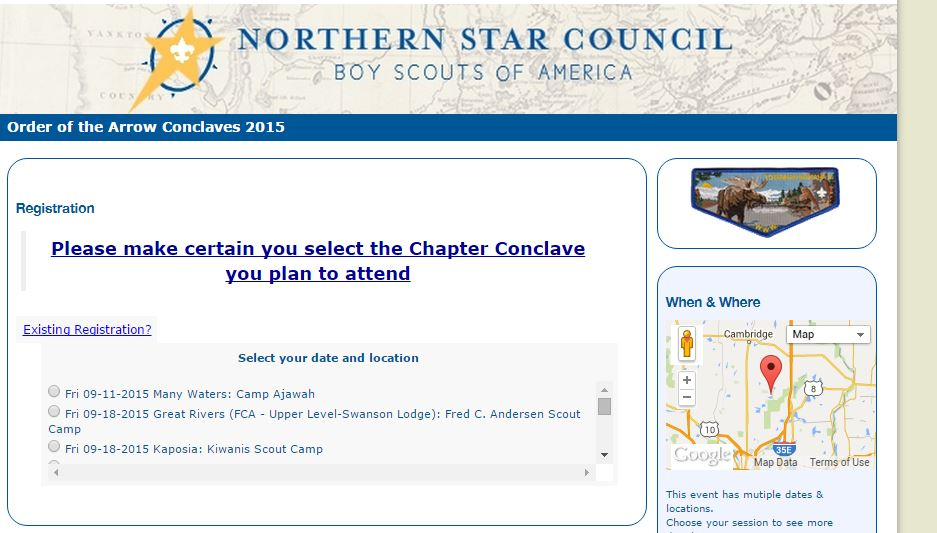 YANKTO
COUNTRY
NORTHERN STAR COUNCIL
BOY SCOUTS OF AMERICA
Order of the Arrow Conclaves 2015
Registration
Please make certain you select the Chapter Conclave
you plan to attend
Existing Registration?
Select your date and location
Fri 09-11-2015 Many Waters: Camp Ajawah
Fri 09-18-2015 Great Rivers (FCA - Upper Level-Swanson Lodge): Fred C. Andersen Scout
Camp
Fri 09-18-2015 Kaposia: Kiwanis Scout Camp
When & Where
Cambridge
Map
8
10
35E
Google
Map Data
Terms of Use
This event has mutiple dates &
locations.
Choose your session to see more